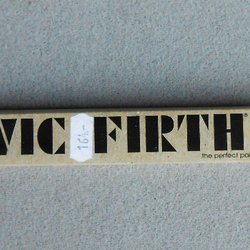 VIC FIRTH®
16,-
the perfect pai